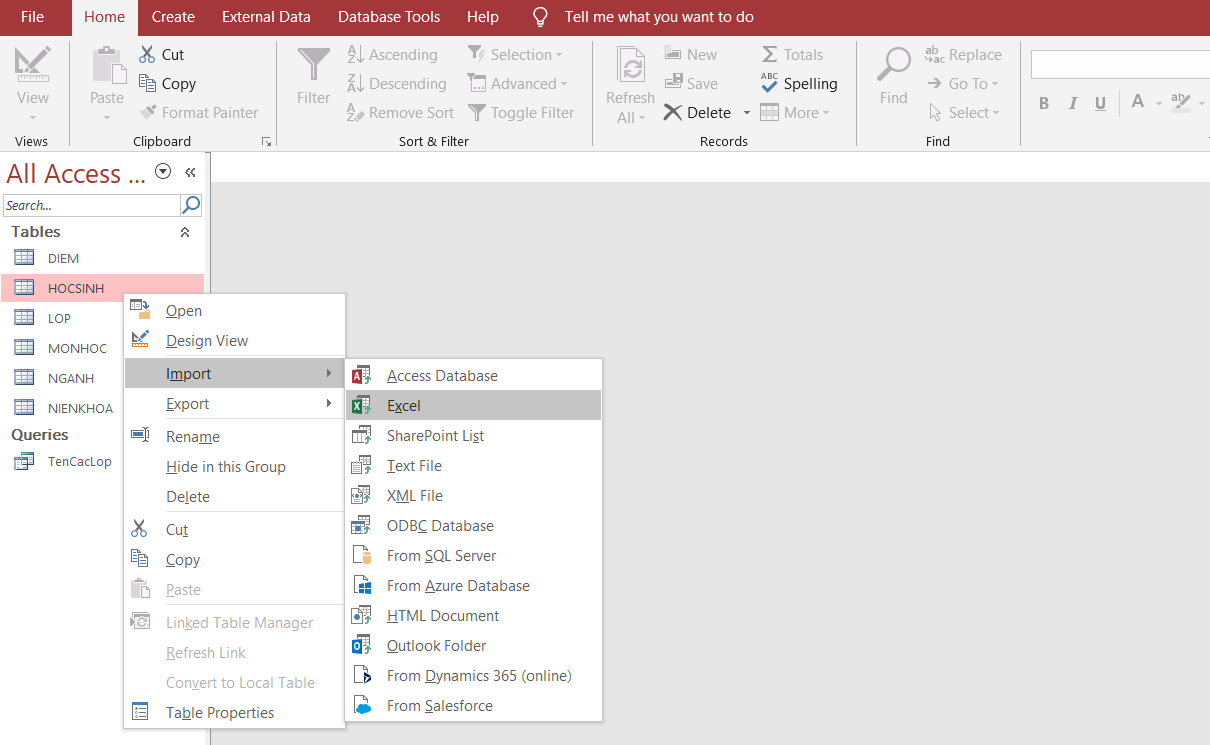 File Home Create External Data Database Tools Help Tell me what you want to do
View
Views
Paste
Cut
Copy
Format Painter
Clipboard
Filter
Ascending
Descending
Remove Sort
Selection
Advanced
Toggle Filter
Sort & Filter
Refresh
All
New
Save
Delete
Totals
Spelling
More
Records
Find
Replace
Go To
Select
Find
B I U A
All Access ...
Search...
Tables
DIEM
HOCSINH
LOP
MONHOC
NGANH
NIENKHOA
Queries
TenCacLop
Open
Design View
Import
Export
Rename
Hide in this Group
Delete
Cut
Copy
Paste
Linked Table Manager
Refresh Link
Convert to Local Table
Table Properties
Access Database
Excel
SharePoint List
Text File
XML File
ODBC Database
From SQL Server
From Azure Database
HTML Document
Outlook Folder
From Dynamics 365 (online)
From Salesforce